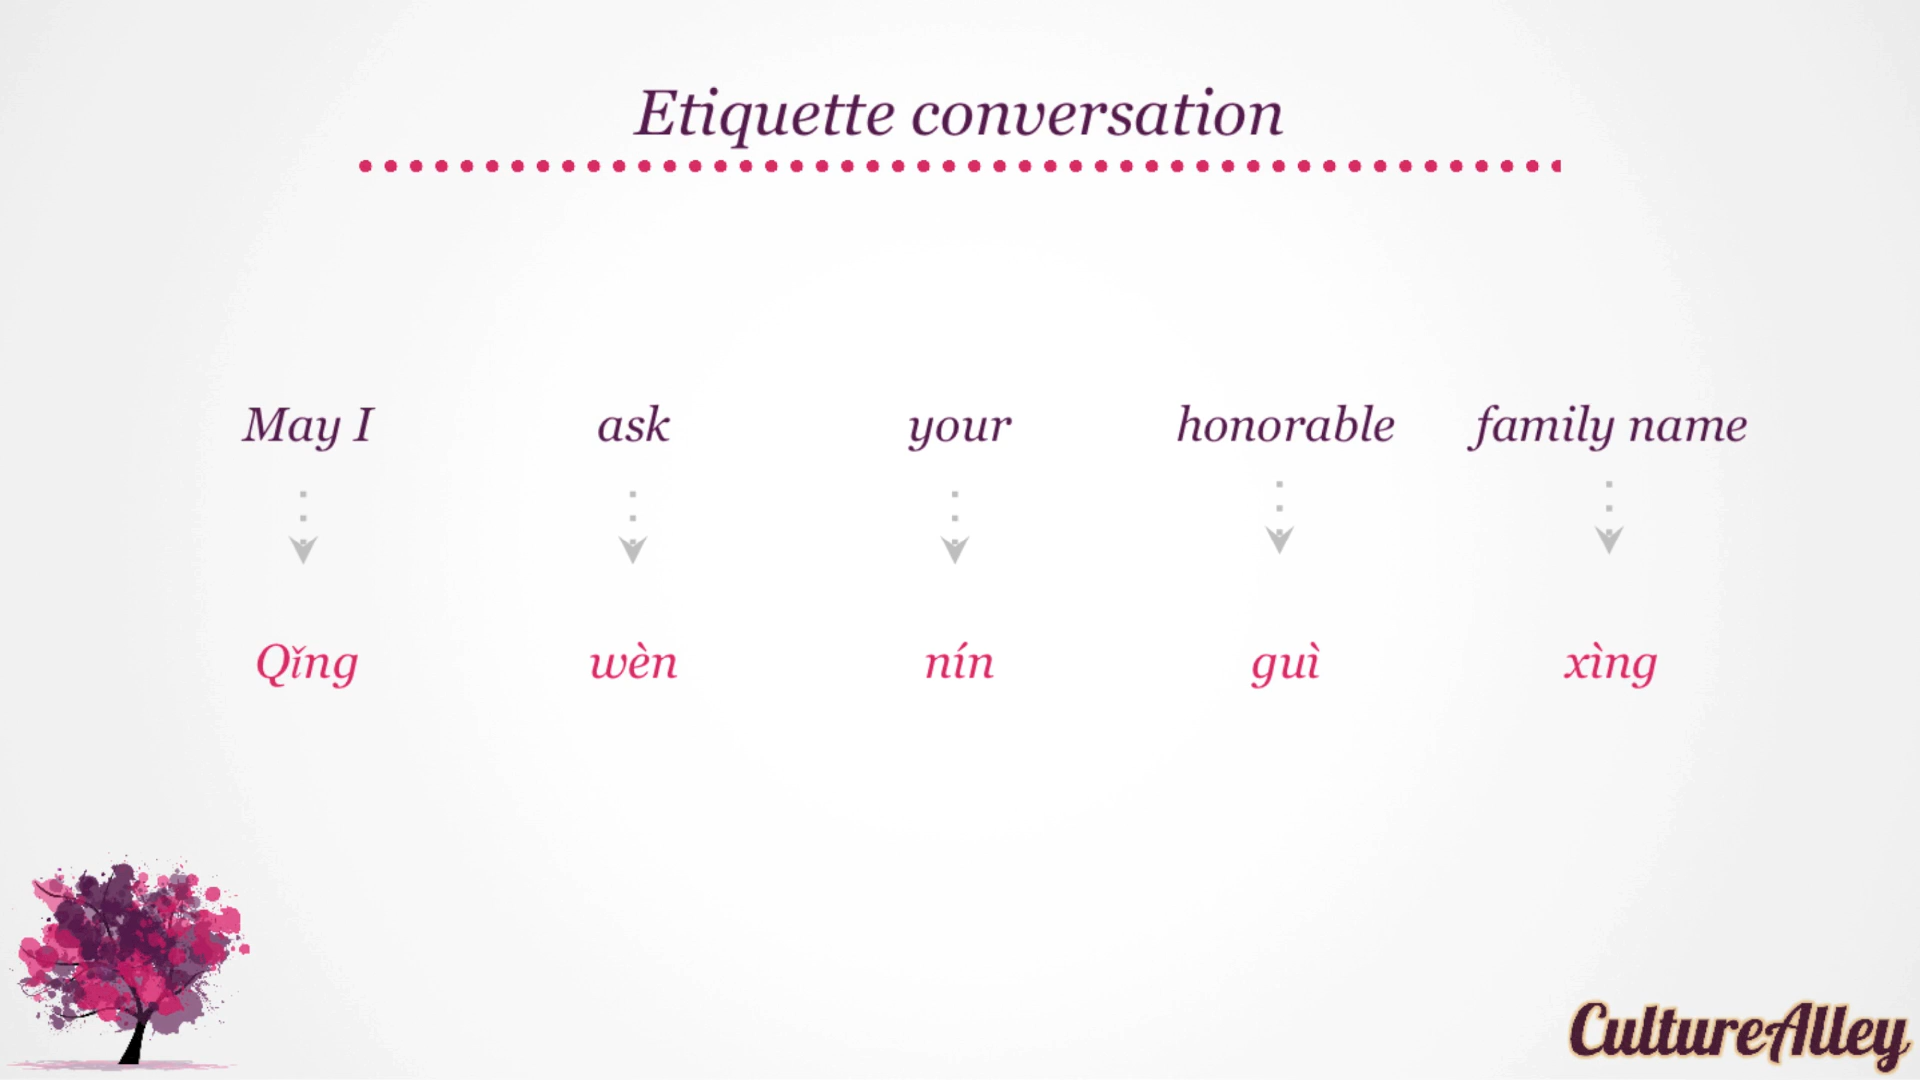 Etiquette conversation
May I ask your honorable family name
Qǐng wèn nín guì xìng
CultureAlley